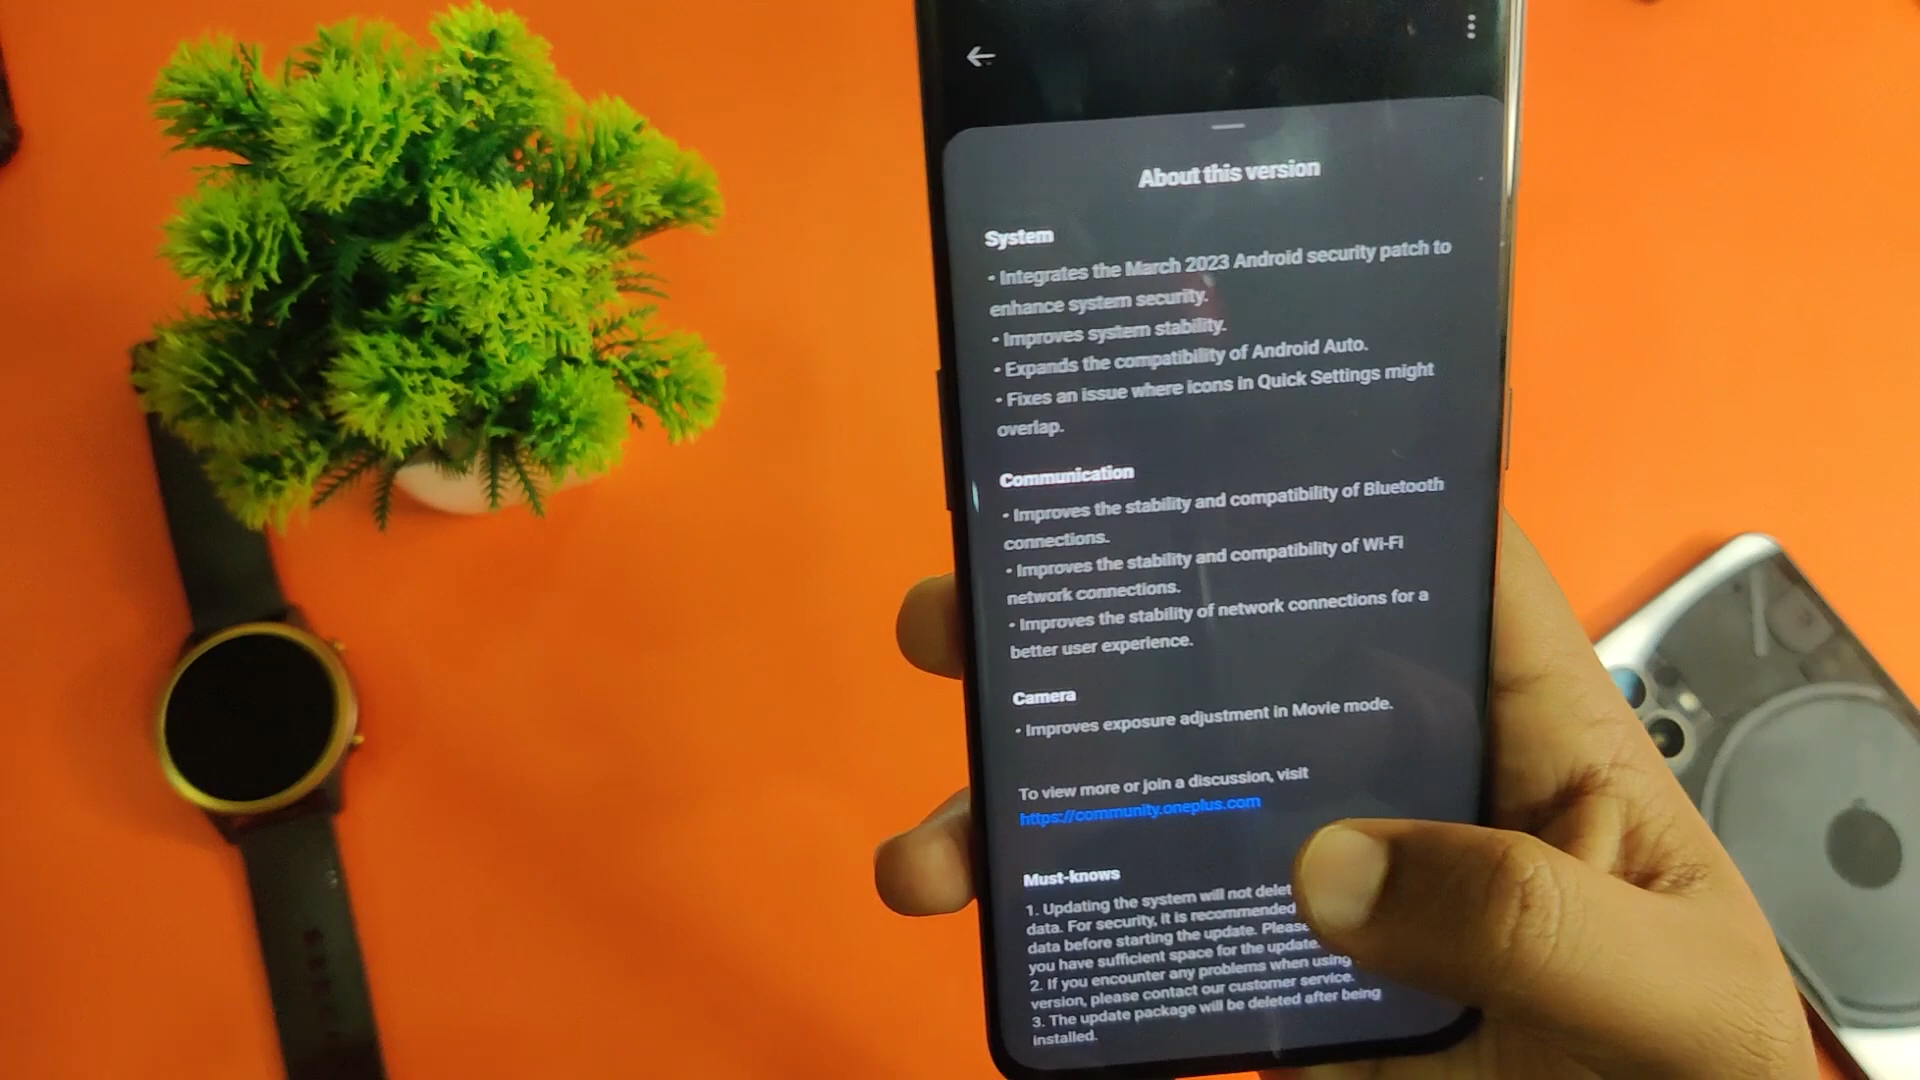 About this version
System
• Integrates the March 2023 Android security patch to
enhance system security.
• Improves system stability.
• Expands the compatibility of Android Auto.
• Fixes an issue where icons in Quick Settings might
overlap.
Communication
• Improves the stability and compatibility of Bluetooth
connections.
• Improves the stability and compatibility of Wi-Fi
network connections.
• Improves the stability of network connections for a
better user experience.
Camera
• Improves exposure adjustment in Movie mode.
To view more or join a discussion, visit
https://community.oneplus.com
Must-knows
1. Updating the system will not delet
data. For security, it is recommended
data before starting the update. Please
you have sufficient space for the update.
2. If you encounter any problems when using
version, please contact our customer service.
3. The update package will be deleted after being
installed.